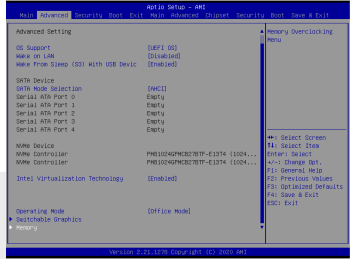 Aptio Setup - AMI
Main Advanced Security Boot Exit Main Advanced Chipset Security Boot Save & Exit
Advanced Setting
OS Support [UEFI OS]
Wake on LAN [Disabled]
Wake From Sleep (S3) With USB Devic [Enabled]
SATA Device
SATA Mode Selection [AHCI]
Serial ATA Port 0 Empty
Serial ATA Port 1 Empty
Serial ATA Port 2 Empty
Serial ATA Port 3 Empty
Serial ATA Port 4 Empty
NVMe Device
NVMe Controller
NVMe Controller
Intel Virtualization Technology [Enabled]
Operating Mode [Office Mode]
Switchable Graphics
Memory
Memory Overclocking
Menu
→←: Select Screen
↑↓: Select Item
Enter: Select
+/-: Change Opt.
F1: General Help
F2: Previous Values
F3: Optimized Defaults
F4: Save & Exit
ESC: Exit
Version 2.21.1278 Copyright (C) 2020 AMI